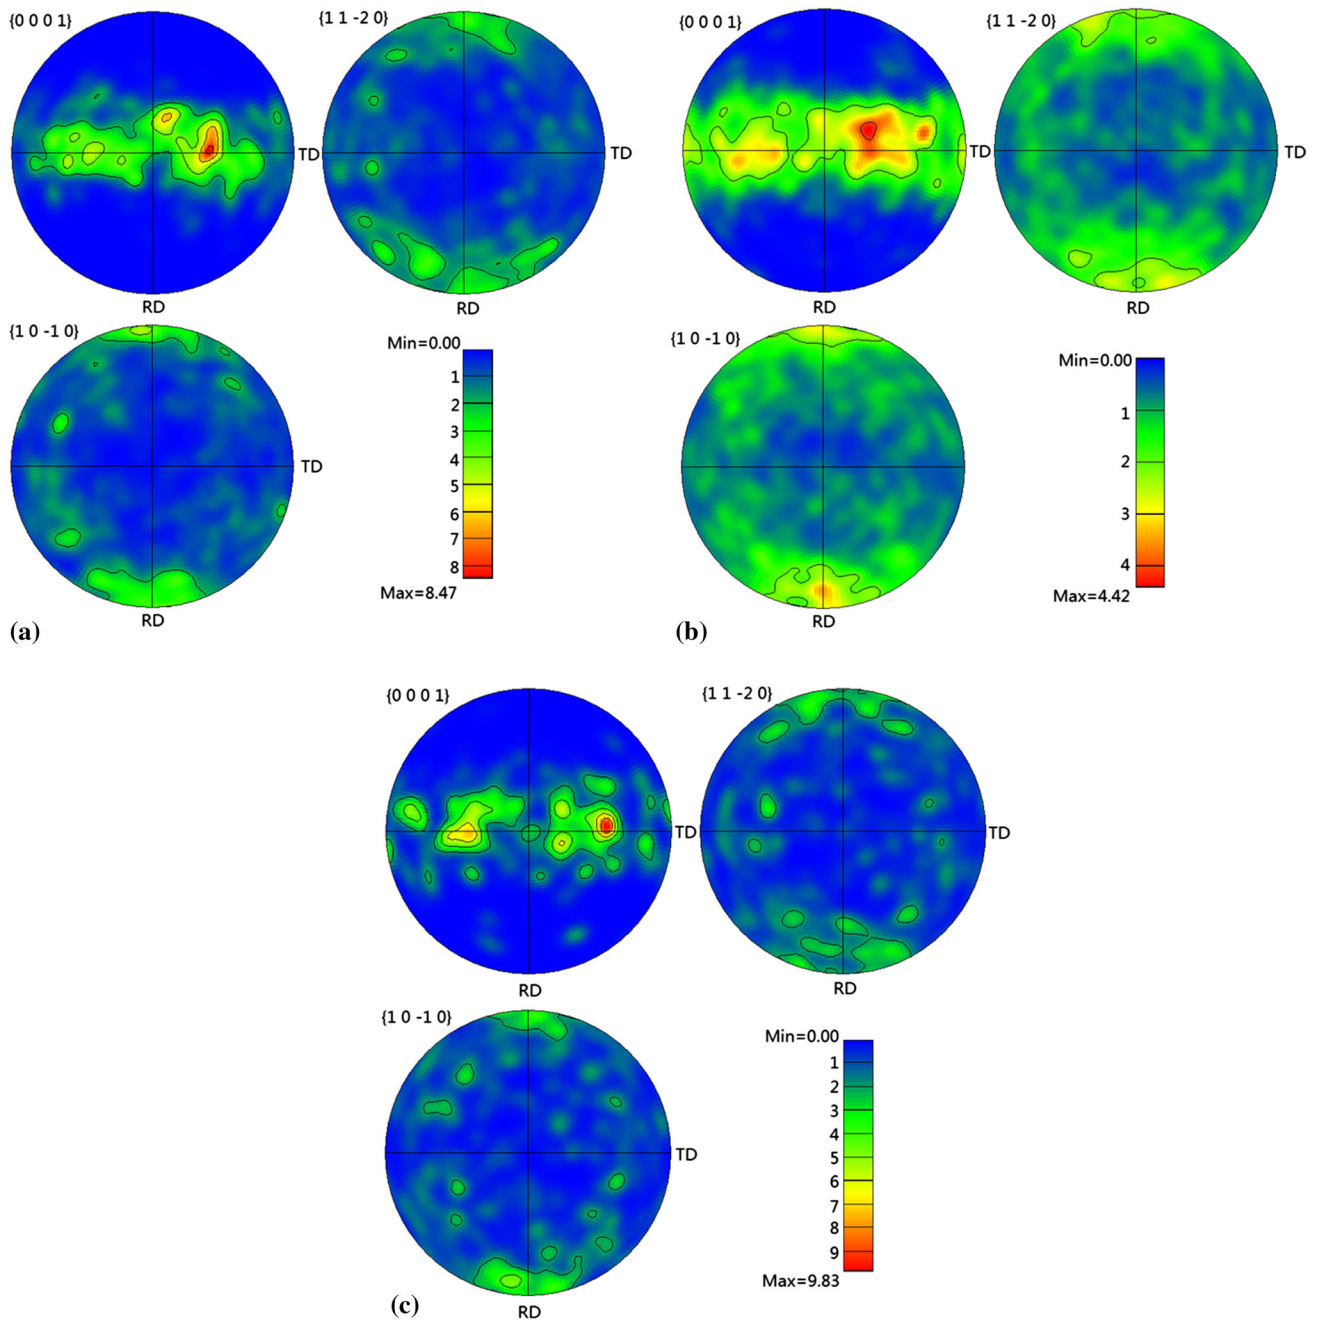 {0 0 0 1}
{1 1 -2 0}
TD
TD
RD
RD
{1 0 -1 0}
TD
RD
Min=0.00
1
2
3
4
5
6
7
8
Max=8.47
(a)
{0 0 0 1}
{1 1 -2 0}
TD
TD
RD
RD
{1 0 -1 0}
RD
Min=0.00
1
2
3
4
Max=4.42
(b)
{0 0 0 1}
{1 1 -2 0}
TD
TD
RD
RD
{1 0 -1 0}
TD
RD
Min=0.00
1
2
3
4
5
6
7
8
9
Max=9.83
(c)